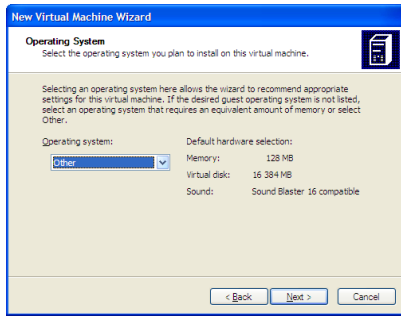 New Virtual Machine Wizard
Operating System
Select the operating system you plan to install on this virtual machine.
Selecting an operating system here allows the wizard to recommend appropriate
settings for this virtual machine. If the desired guest operating system is not listed,
select an operating system that requires an equivalent amount of memory or select
Other.
Operating system: Default hardware selection:
Other Memory: 128 MB
Virtual disk: 16 384 MB
Sound: Sound Blaster 16 compatible
< Back Next > Cancel